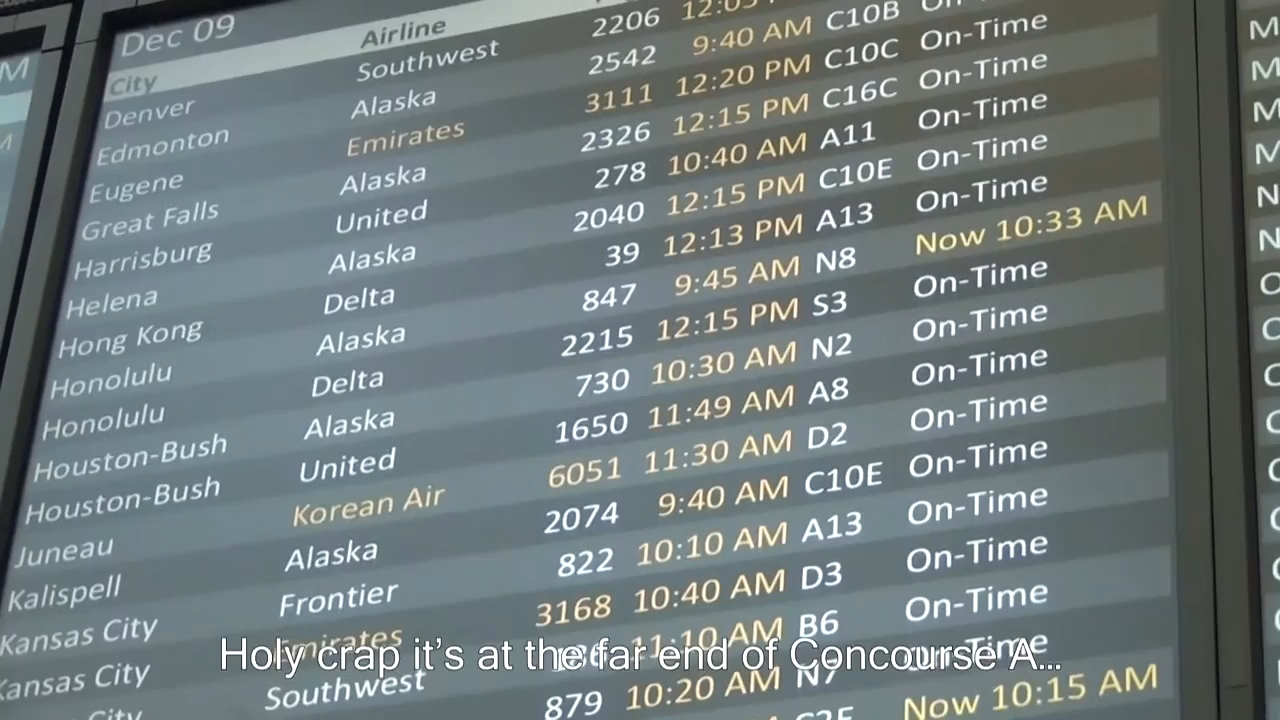 Dec 09
City Airline
Denver Southwest 2206
Edmonton Alaska 2542 9:40 AM C10B
Eugene Emirates 3111 12:20 PM C10C On-Time
Great Falls Alaska 2326 12:15 PM C16C On-Time
Harrisburg United 278 10:40 AM A11 On-Time
Helena Alaska 2040 12:15 PM C10E On-Time
Hong Kong Delta 39 12:13 PM A13 On-Time
Honolulu Alaska 847 9:45 AM N8 Now 10:33 AM
Honolulu Delta 2215 12:15 PM S3 On-Time
Houston-Bush Alaska 730 10:30 AM N2 On-Time
Houston-Bush United 1650 11:49 AM A8 On-Time
Juneau Korean Air 6051 11:30 AM D2 On-Time
Kalispell Alaska 2074 9:40 AM C10E On-Time
Kansas City Frontier 822 10:10 AM A13 On-Time
Kansas City Emirates 3168 10:40 AM D3 On-Time
City Southwest 11:10 AM B6 On-Time
879 10:20 AM N7 Now 10:15 AM
Holy crap it's at the far end of Concourse A...